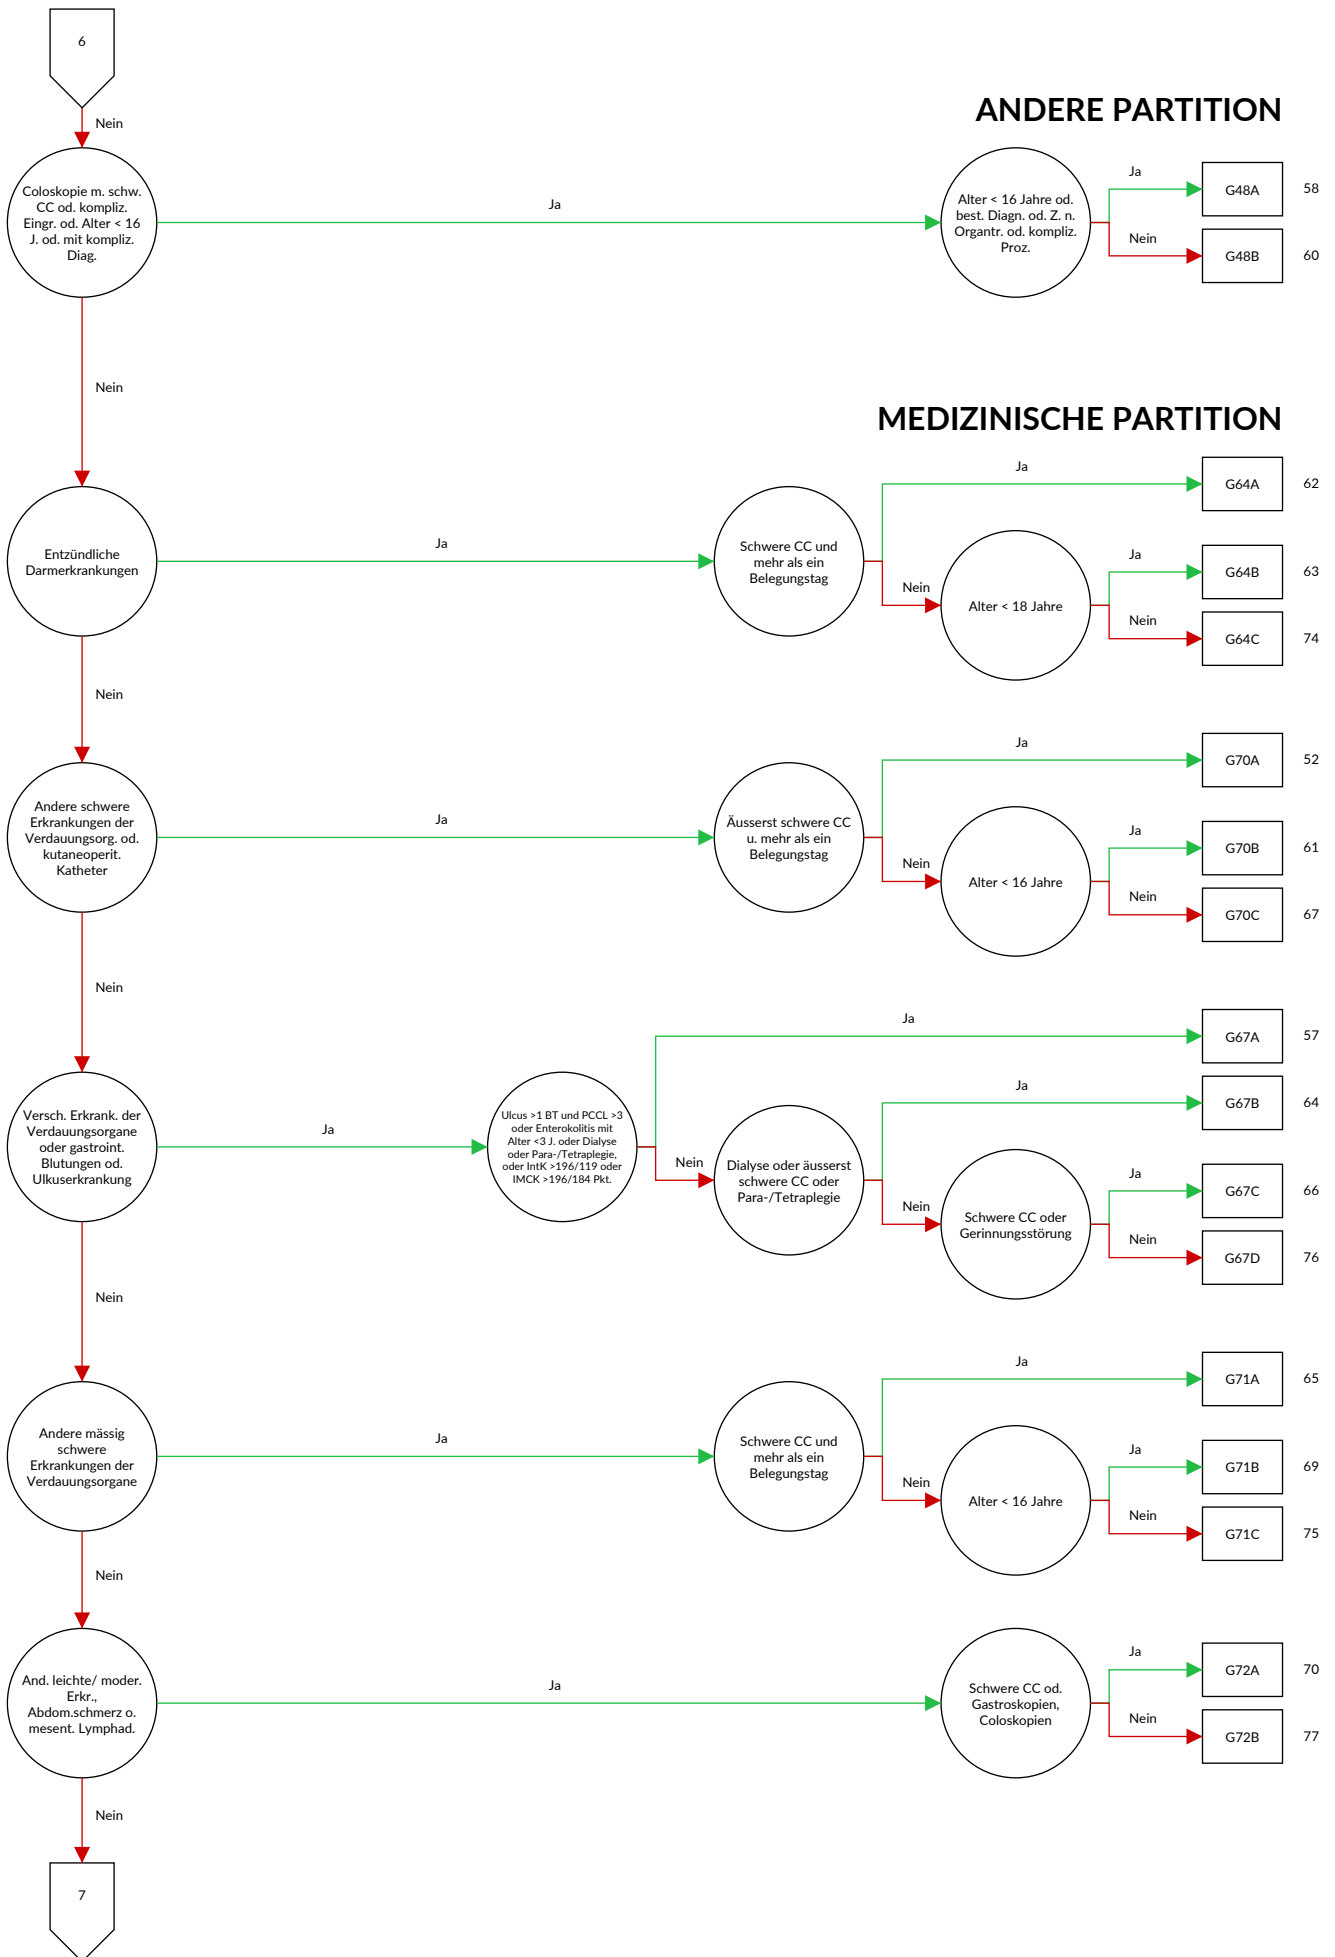 6
Nein
ANDERE PARTITION
Coloskopie m. schw.
CC od. kompliz.
Eingr. od. Alter < 16
J. od. mit kompliz.
Diag.
Ja
Alter < 16 Jahre od.
best. Diagn. od. Z. n.
Organtr. od. kompliz.
Proz.
Ja
G48A
58
Nein
G48B
60
Nein
MEDIZINISCHE PARTITION
Entzündliche
Darmerkrankungen
Ja
Schwere CC und
mehr als ein
Belegungstag
Ja
G64A
62
Nein
Alter < 18 Jahre
Ja
G64B
63
Nein
G64C
74
Nein
Andere schwere
Erkrankungen der
Verdauungsorg. od.
kutaneoperit.
Katheter
Ja
Äusserst schwere CC
u. mehr als ein
Belegungstag
Ja
G70A
52
Nein
Alter < 16 Jahre
Ja
G70B
61
Nein
G70C
67
Nein
Versch. Erkrank. der
Verdauungsorgane
oder gastroint.
Blutungen od.
Ulkuserkrankung
Ja
Ulcus >1 BT und PCCL >3
oder Enterokolitis mit
Alter <3 J. oder Dialyse
oder Para-/Tetraplegie,
oder IntK >196/119 oder
IMCK >196/184 Pkt.
Ja
G67A
57
Nein
Dialyse oder äusserst
schwere CC oder
Para-/Tetraplegie
Ja
G67B
64
Nein
Schwere CC oder
Gerinnungsstörung
Ja
G67C
66
Nein
G67D
76
Nein
Andere mässig
schwere
Erkrankungen der
Verdauungsorgane
Ja
Schwere CC und
mehr als ein
Belegungstag
Ja
G71A
65
Nein
Alter < 16 Jahre
Ja
G71B
69
Nein
G71C
75
Nein
And. leichte/ moder.
Erkr.,
Abdom.schmerz o.
mesent. Lymphad.
Ja
Schwere CC od.
Gastroskopien,
Coloskopien
Ja
G72A
70
Nein
G72B
77
Nein
7